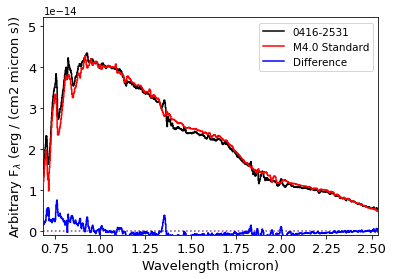 1e−14
0416-2531
M4.0 Standard
Difference
Arbitrary Fλ (erg / (cm2 micron s))
5
4
3
2
1
0
0.75 1.00 1.25 1.50 1.75 2.00 2.25 2.50
Wavelength (micron)